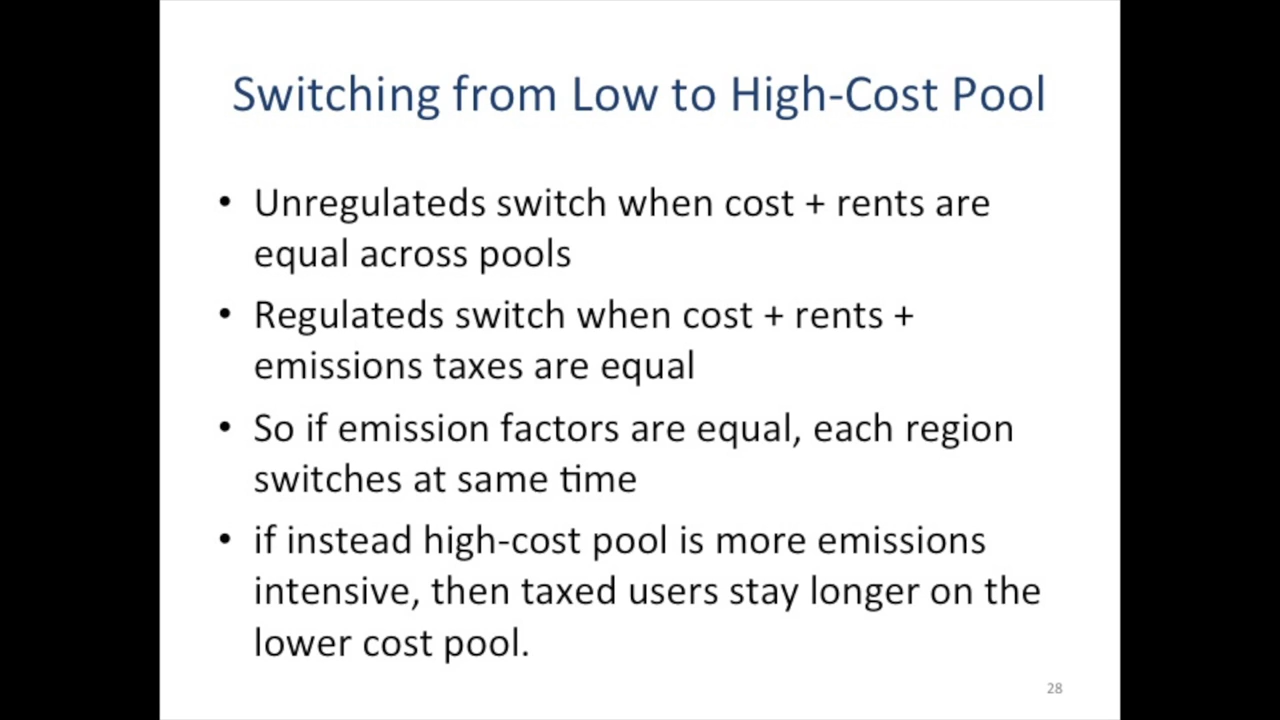 Switching from Low to High-Cost Pool
• Unregulateds switch when cost + rents are
equal across pools
• Regulateds switch when cost + rents +
emissions taxes are equal
• So if emission factors are equal, each region
switches at same time
• if instead high-cost pool is more emissions
intensive, then taxed users stay longer on the
lower cost pool.
28